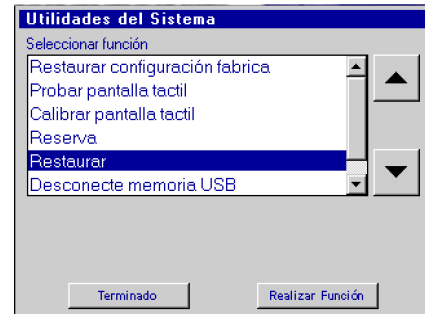 Utilidades del Sistema
Seleccionar función
Restaurar configuración fabrica
Probar pantalla tactil
Calibrar pantalla tactil
Reserva
Restaurar
Desconecte memoria USB
Terminado
Realizar Función